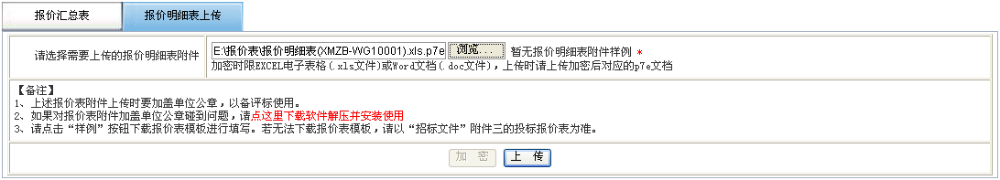 报价汇总表 报价明细表上传
请选择需要上传的报价明细表附件 E:\报价表\报价明细表(XMZB-WG10001).xls.p7e 浏览... 暂无报价明细表附件样例 *
加密时限EXCEL电子表格(.xls文件)或Word文档(.doc文件)，上传时请上传加密后对应的p7e文档
【备注】
1、上述报价表附件上传时要加盖单位公章，以备评标使用。
2、如果对报价表附件加盖单位公章碰到问题，请点这里下载软件解压并安装使用
3、请点击“样例”按钮下载报价表模板进行填写。若无法下载报价表模板，请以“招标文件”附件三的投标报价表为准。
加 密 上 传